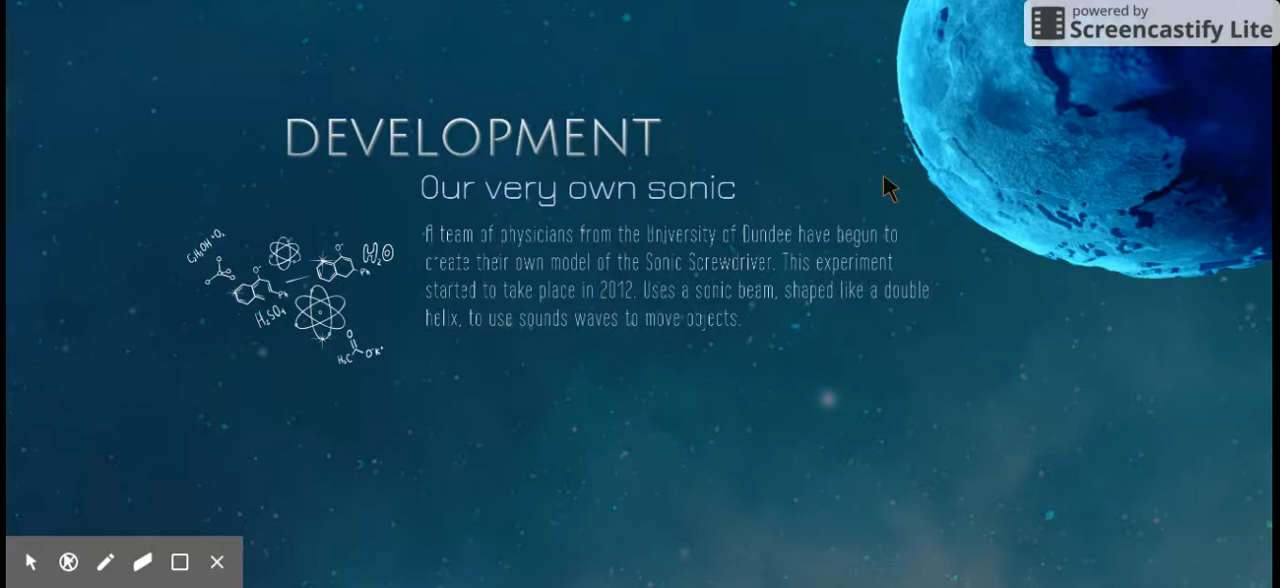 powered by
Screencastify Lite
DEVELOPMENT
Our very own sonic
A team of physicians from the University of Dundee have begun to
create their own model of the Sonic Screwdriver. This experiment
started to take place in 2012. Uses a sonic beam, shaped like a double
helix, to use sounds waves to move objects.
H₂O
H₂SO₄